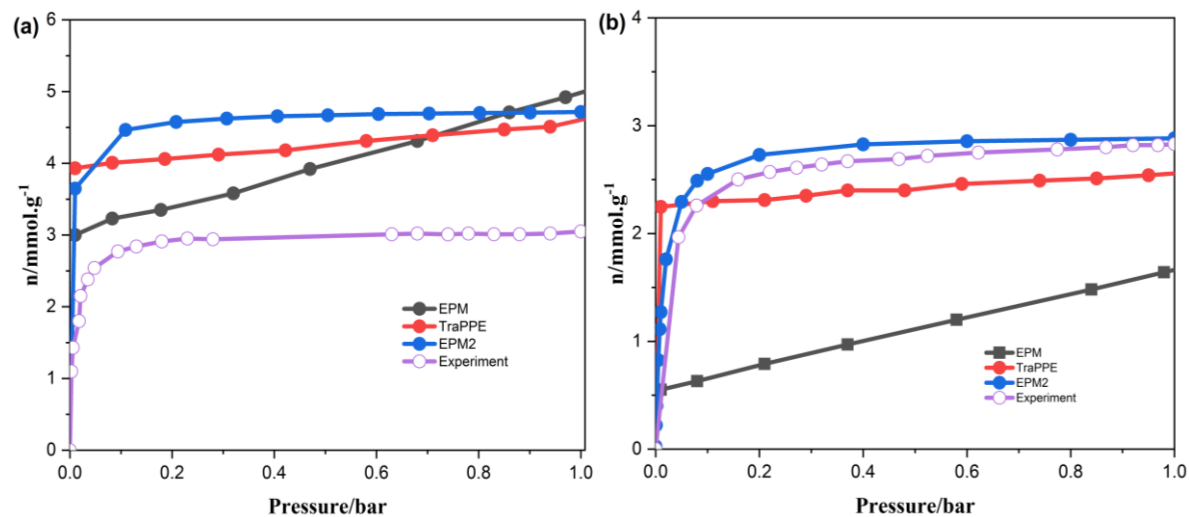 (a)
6
5
4
3
2
1
0
n/mmol.g-1
0.0 0.2 0.4 0.6 0.8 1.0
Pressure/bar
EPM
TraPPE
EPM2
Experiment
(b)
4
3
2
1
0
n/mmol.g-1
0.0 0.2 0.4 0.6 0.8 1.0
Pressure/bar
EPM
TraPPE
EPM2
Experiment